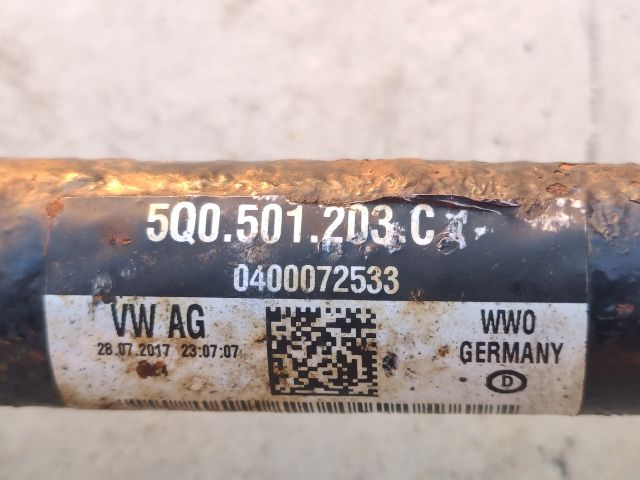 5Q0.501.203.C
0400072533
VW AG
28.07.2017 23:07:07
WWO
GERMANY
D